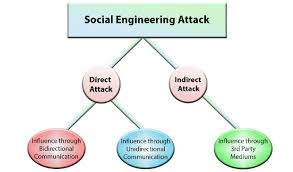 Social Engineering Attack
Direct
Attack
Indirect
Attack
Influence through
Bidirectional
Communication
Influence through
Unidirectional
Communication
Influence through
3rd Party
Mediums